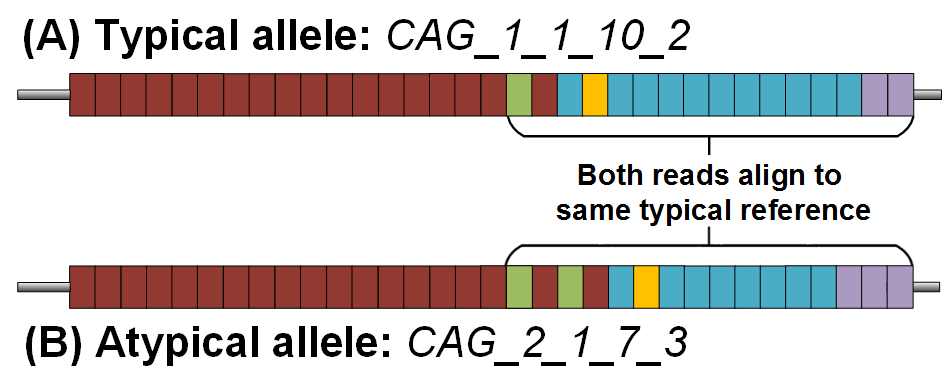 (A) Typical allele: CAG_1_1_10_2
Both reads align to
same typical reference
(B) Atypical allele: CAG_2_1_7_3